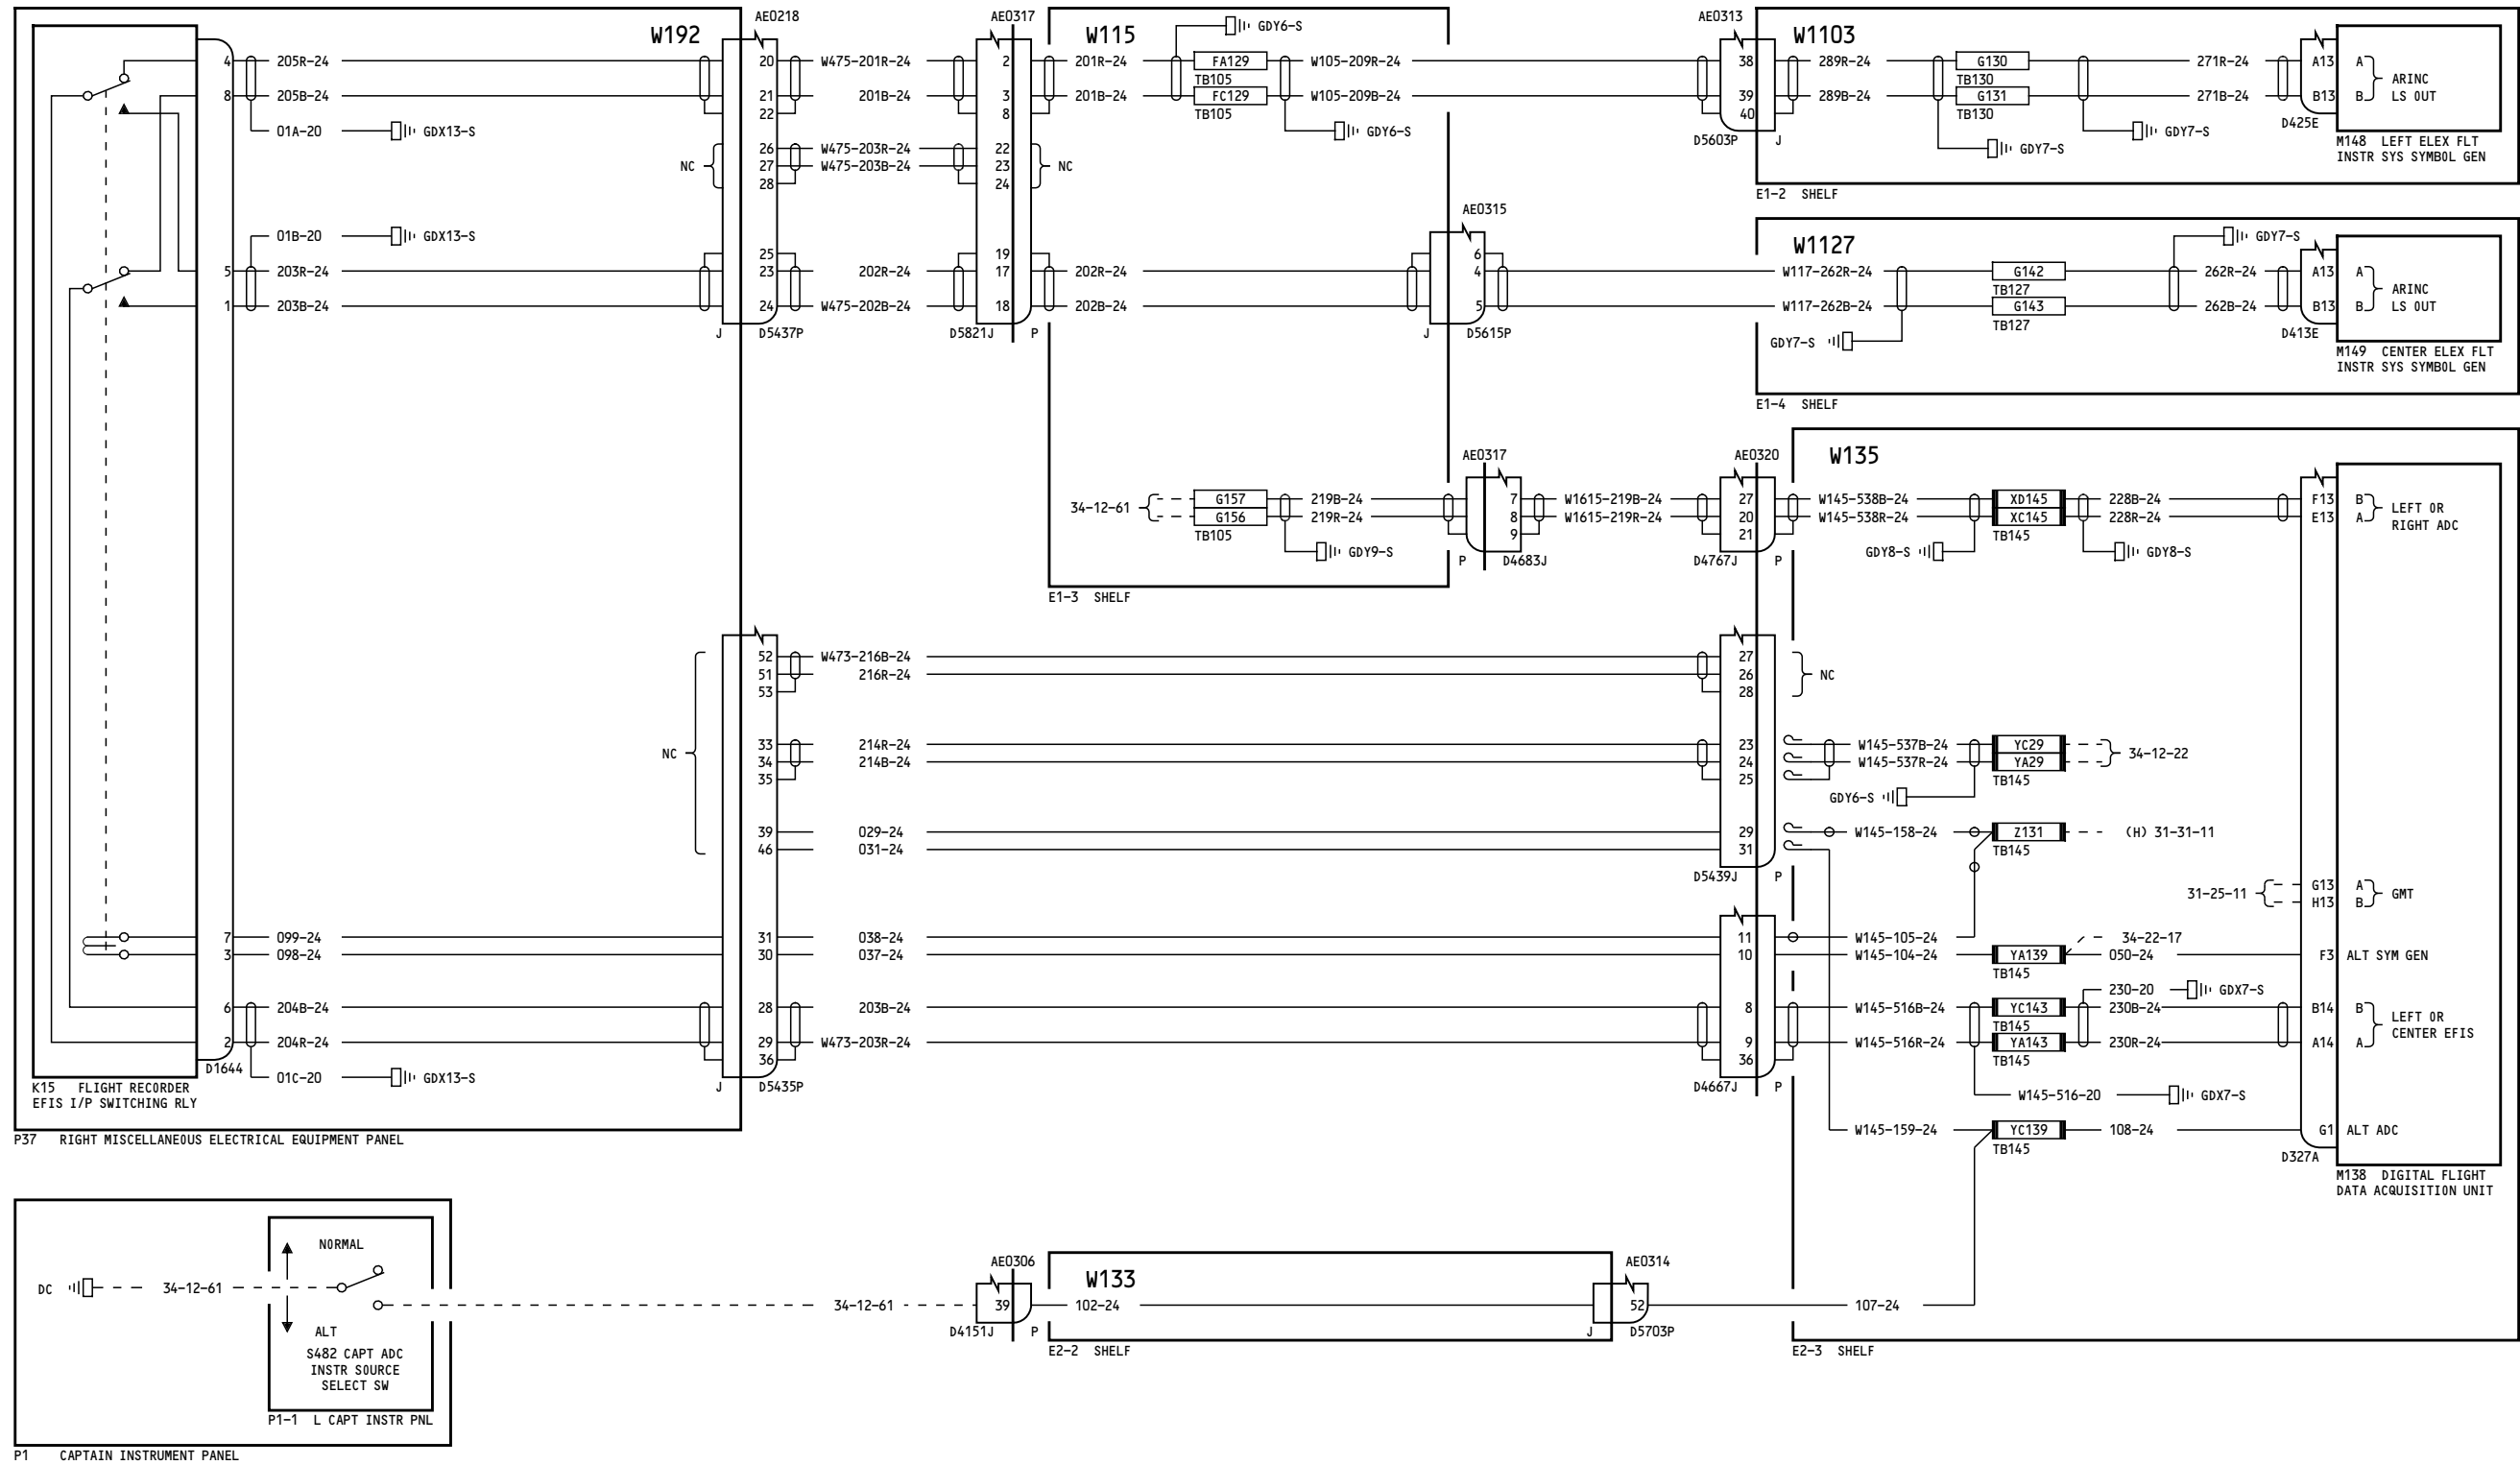 W192
AE0218
AE0317
W115
GDY6-S
AE0313
W1103
4 205R-24 20 W475-201R-24 2 201R-24 FA129 W105-209R-24 38 289R-24 G130 271R-24 A13 A
TB105 TB130
ARINC
LS OUT
8 205B-24 21 201B-24 3 201B-24 FC129 W105-209B-24 39 289B-24 G131 271B-24 B13 B
22 8 TB105 40 TB130
D425E
01A-20 GDX13-S GDY6-S D5603P J GDY7-S GDY7-S
M148 LEFT ELEX FLT
INSTR SYS SYMBOL GEN
NC 26 W475-203R-24 22 NC
27 W475-203B-24 23
28 24
E1-2 SHELF
AE0315
01B-20 GDX13-S
W1127
GDY7-S
25 19 6
5 203R-24 23 202R-24 17 202R-24 4 W117-262R-24 G142 262R-24 A13 A
TB127
ARINC
LS OUT
1 203B-24 24 W475-202B-24 18 202B-24 5 W117-262B-24 G143 262B-24 B13 B
TB127
J D5437P D5821J P J D5615P GDY7-S D413E
M149 CENTER ELEX FLT
INSTR SYS SYMBOL GEN
E1-4 SHELF
AE0317
AE0320
W135
34-12-61 G157 219B-24 7 W1615-219B-24 27 W145-538B-24 XD145 228B-24 F13 B
G156 219R-24 8 W1615-219R-24 20 W145-538R-24 XC145 228R-24 E13 A
LEFT OR
RIGHT ADC
TB105 9 21 TB145
GDY9-S P D4683J D4767J P GDY8-S GDY8-S
E1-3 SHELF
52 W473-216B-24 27
51 216R-24 26 NC
53 28
33 214R-24 23 W145-537B-24 YC29
NC 34 214B-24 24 W145-537R-24 YA29 34-12-22
35 25 TB145
GDY6-S
39 029-24 29 W145-158-24 Z131 (H) 31-31-11
46 031-24 31 TB145
D5439J P
31-25-11 G13 A
H13 B
GMT
7 099-24 31 038-24 11 W145-105-24 34-22-17
3 098-24 30 037-24 10 W145-104-24 YA139 050-24 F3 ALT SYM GEN
TB145
230-20 GDX7-S
6 204B-24 28 203B-24 8 W145-516B-24 YC143 230B-24 B14 B
TB145
LEFT OR
CENTER EFIS
2 204R-24 29 W473-203R-24 9 W145-516R-24 YA143 230R-24 A14 A
36 36 TB145
D1644
01C-20 GDX13-S J D5435P D4667J P
K15 FLIGHT RECORDER
EFIS I/P SWITCHING RLY
W145-516-20 GDX7-S
P37 RIGHT MISCELLANEOUS ELECTRICAL EQUIPMENT PANEL
W145-159-24 YC139 108-24 G1 ALT ADC
TB145
D327A
M138 DIGITAL FLIGHT
DATA ACQUISITION UNIT
NORMAL
AE0306
W133
AE0314
DC 34-12-61
34-12-61 39 102-24 52 107-24
ALT
D4151J P J D5703P
S482 CAPT ADC
INSTR SOURCE
SELECT SW
E2-2 SHELF
E2-3 SHELF
P1-1 L CAPT INSTR PNL
P1 CAPTAIN INSTRUMENT PANEL